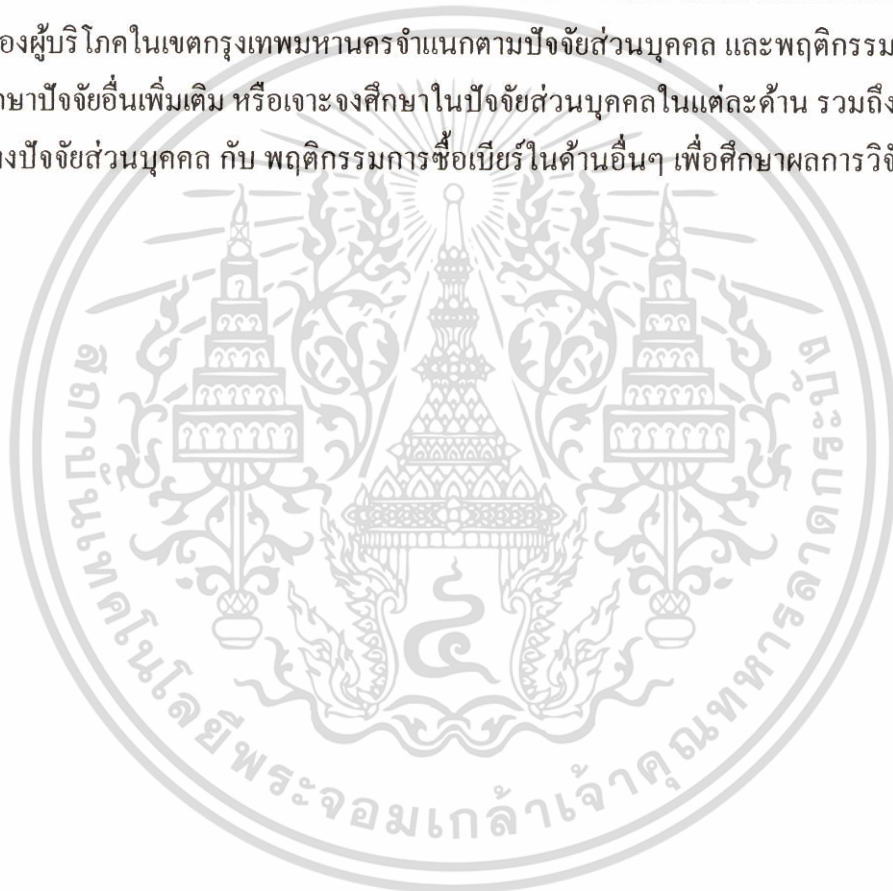 องผู้บริโภคในเขตกรุงเทพมหานครจำแนกตามปัจจัยส่วนบุคคล และพฤติกรรม
าษาปัจจัยอื่นเพิ่มเติม หรือเจาะจงศึกษาในปัจจัยส่วนบุคคลในแต่ละด้าน รวมถึง
งปัจจัยส่วนบุคคล กับ พฤติกรรมการซื้อเบียร์ในด้านอื่นๆ เพื่อศึกษาผลการวิจั
สถาบันเทคโนโลยีพระจอมเกล้าเจ้าคุณทหารลาดกระบัง
๔